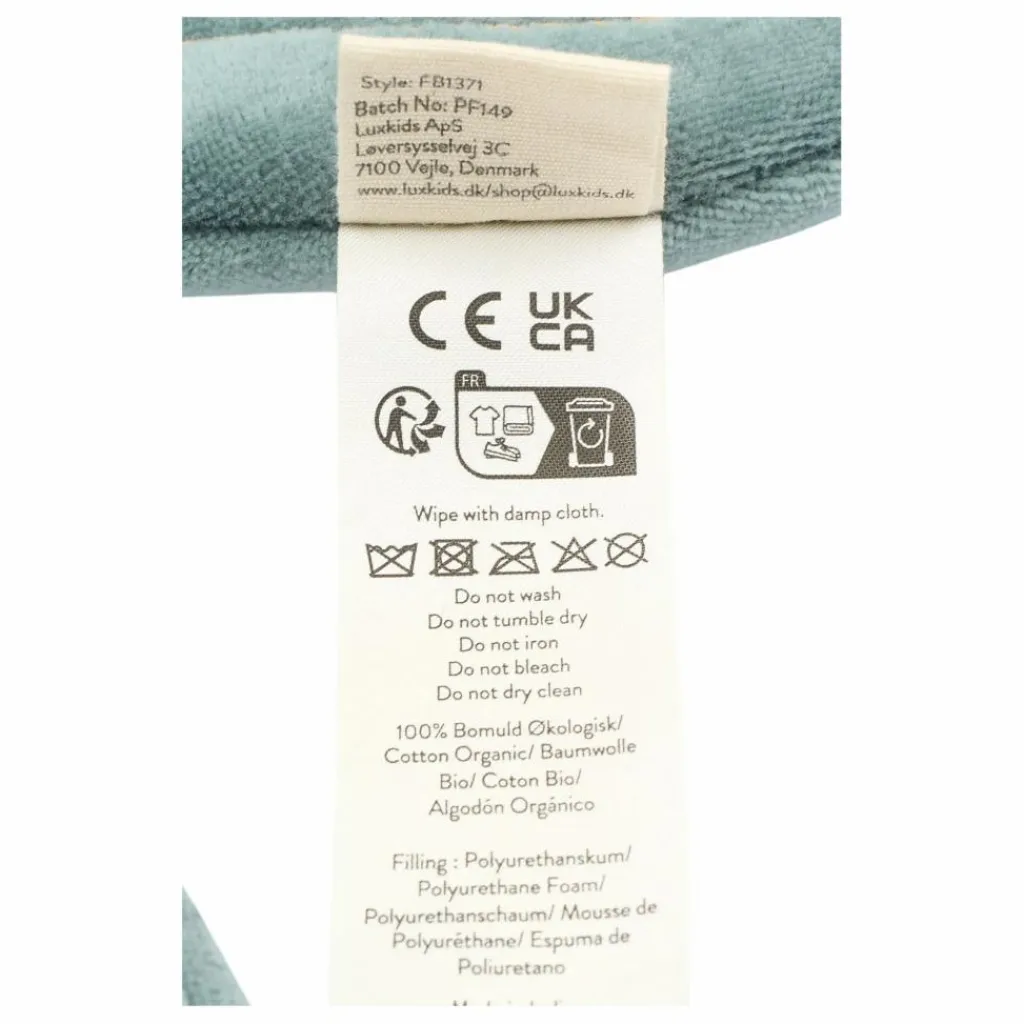 Style: FB1371
Batch No: PF149
Luxkids ApS
Løversysselvej 3C
7100 Vejle, Denmark
www.luxkids.dk/shop@luxkids.dk
CE UK
CA
FR
Wipe with damp cloth.
Do not wash
Do not tumble dry
Do not iron
Do not bleach
Do not dry clean
100% Bomuld Økologisk/
Cotton Organic/ Baumwolle
Bio/ Coton Bio/
Algodón Orgánico
Filling : Polyurethanskum/
Polyurethane Foam/
Polyurethanschaum/ Mousse de
Polyuréthane/ Espuma de
Poliuretano